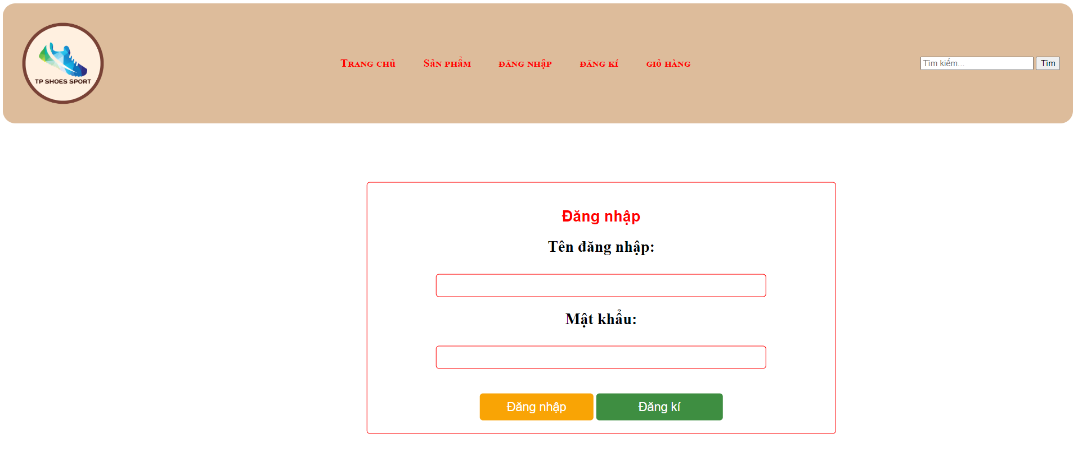 TP SHOES SPORT
Trang chủ Sản phẩm đăng nhập đăng kí giỏ hàng
Tìm kiếm... Tìm
Đăng nhập
Tên đăng nhập:
Mật khẩu:
Đăng nhập Đăng kí